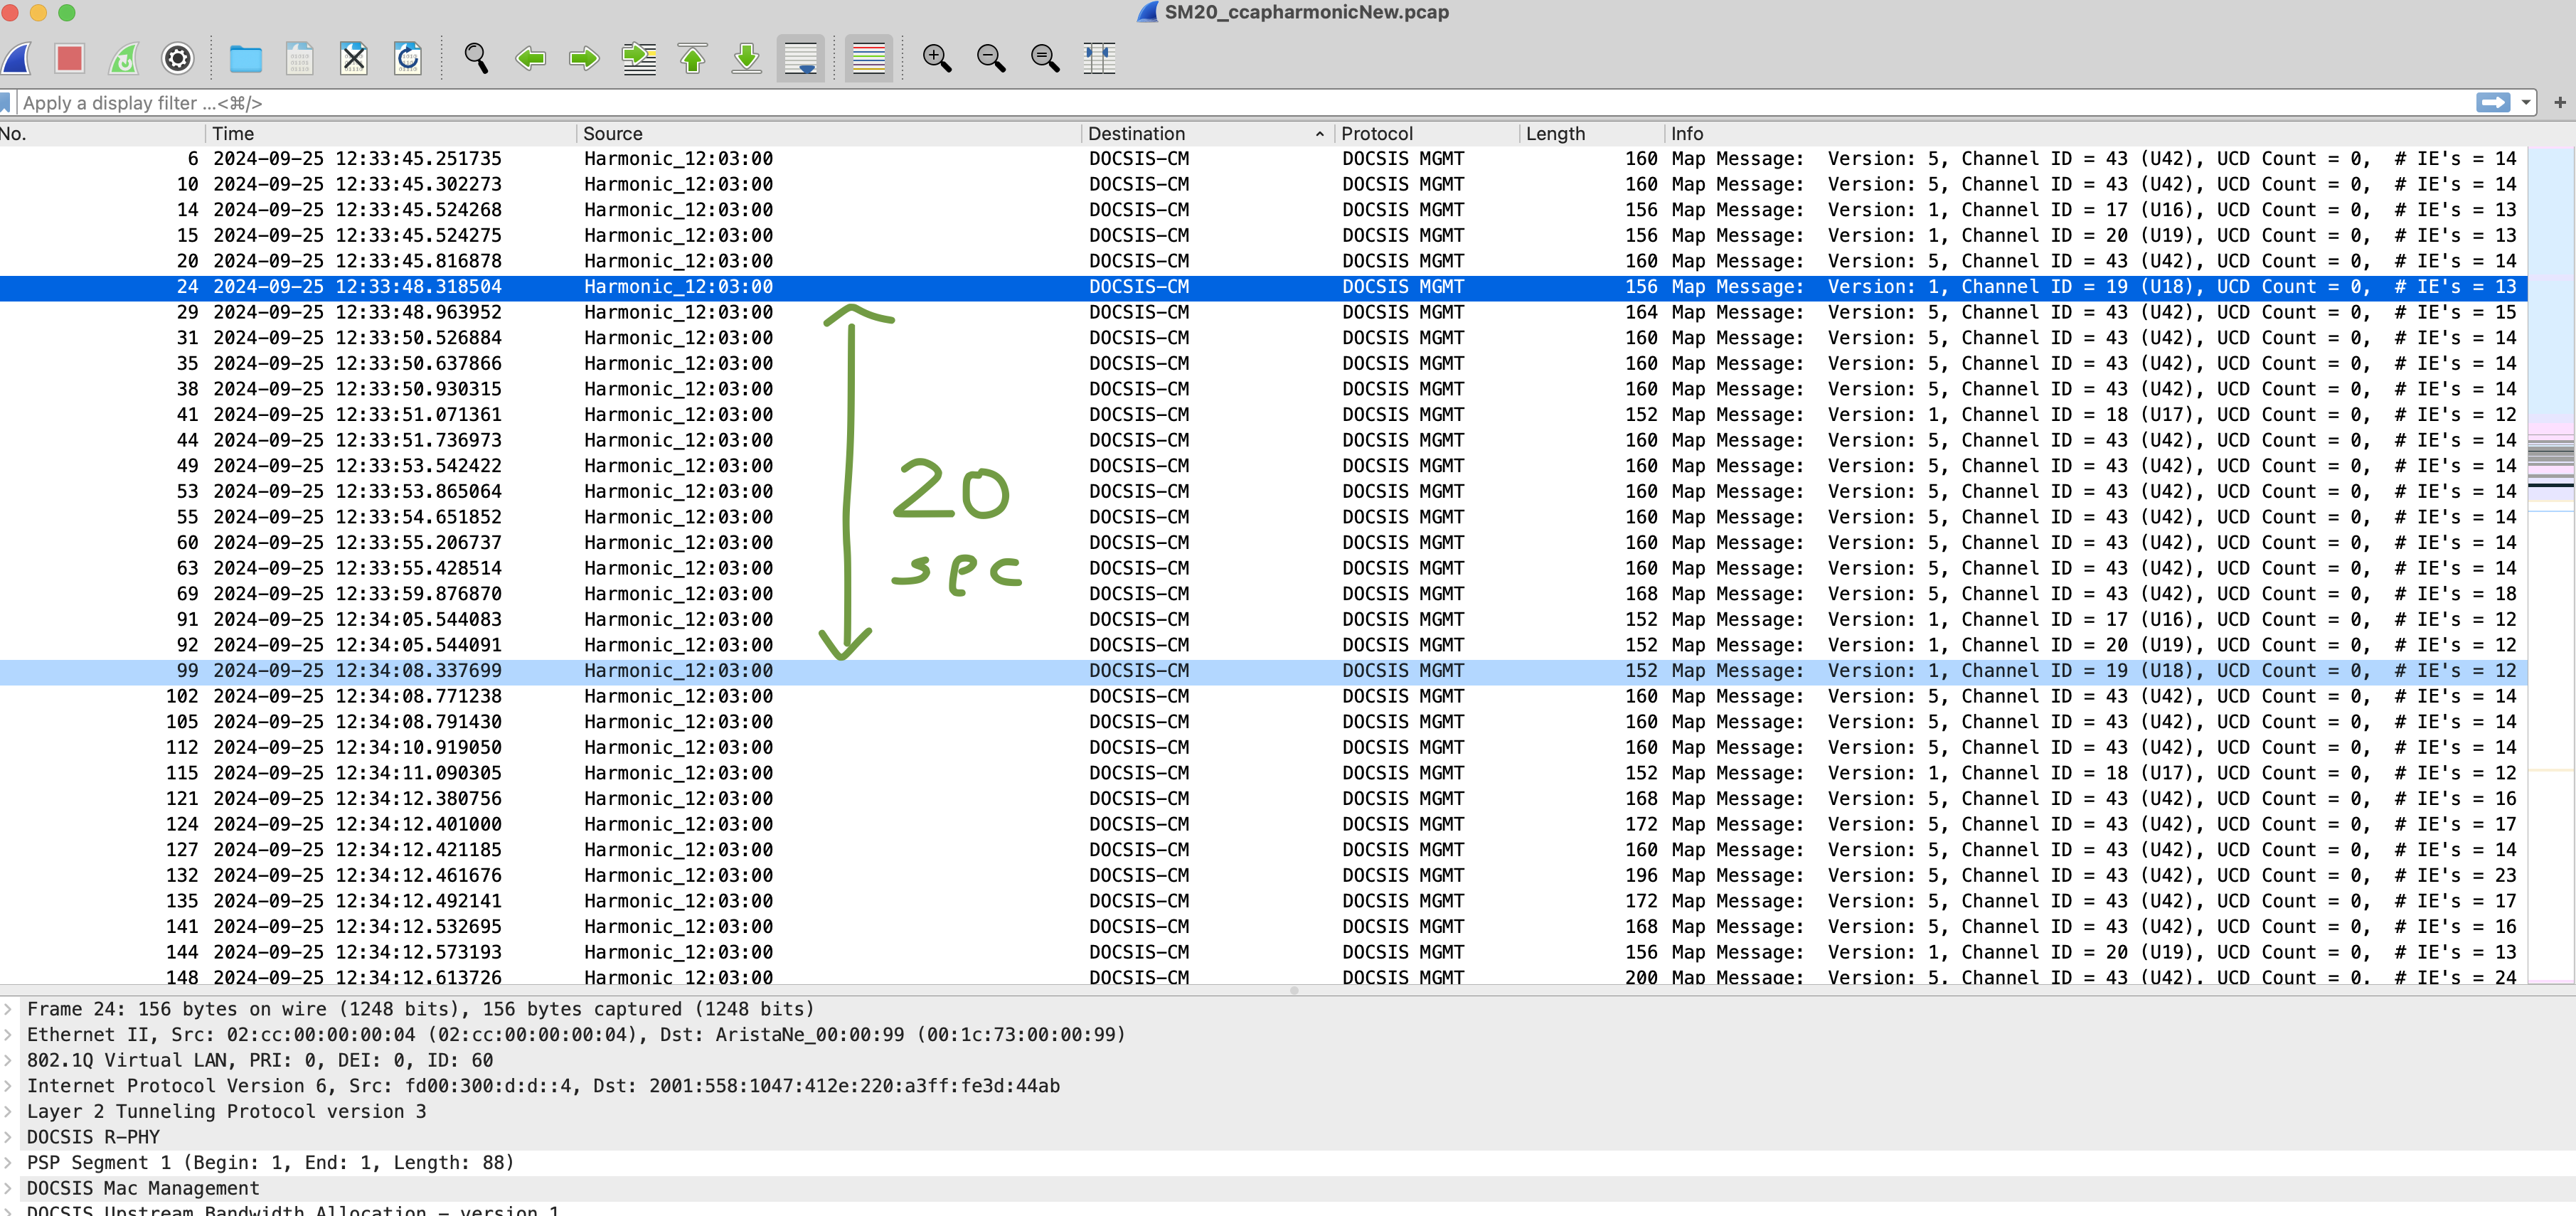 SM20_ccapharmonicNew.pcap
Apply a display filter ...<⌘/>
+
No. Time Source Destination Protocol Length Info
6 2024-09-25 12:33:45.251735 Harmonic_12:03:00 DOCSIS-CM DOCSIS MGMT 160 Map Message: Version: 5, Channel ID = 43 (U42), UCD Count = 0, # IE's = 14
10 2024-09-25 12:33:45.302273 Harmonic_12:03:00 DOCSIS-CM DOCSIS MGMT 160 Map Message: Version: 5, Channel ID = 43 (U42), UCD Count = 0, # IE's = 14
14 2024-09-25 12:33:45.524268 Harmonic_12:03:00 DOCSIS-CM DOCSIS MGMT 156 Map Message: Version: 1, Channel ID = 17 (U16), UCD Count = 0, # IE's = 13
15 2024-09-25 12:33:45.524275 Harmonic_12:03:00 DOCSIS-CM DOCSIS MGMT 156 Map Message: Version: 1, Channel ID = 20 (U19), UCD Count = 0, # IE's = 13
20 2024-09-25 12:33:45.816878 Harmonic_12:03:00 DOCSIS-CM DOCSIS MGMT 160 Map Message: Version: 5, Channel ID = 43 (U42), UCD Count = 0, # IE's = 14
24 2024-09-25 12:33:48.318504 Harmonic_12:03:00 DOCSIS-CM DOCSIS MGMT 156 Map Message: Version: 1, Channel ID = 19 (U18), UCD Count = 0, # IE's = 13
29 2024-09-25 12:33:48.963952 Harmonic_12:03:00 DOCSIS-CM DOCSIS MGMT 164 Map Message: Version: 5, Channel ID = 43 (U42), UCD Count = 0, # IE's = 15
31 2024-09-25 12:33:50.526884 Harmonic_12:03:00 DOCSIS-CM DOCSIS MGMT 160 Map Message: Version: 5, Channel ID = 43 (U42), UCD Count = 0, # IE's = 14
35 2024-09-25 12:33:50.637866 Harmonic_12:03:00 DOCSIS-CM DOCSIS MGMT 160 Map Message: Version: 5, Channel ID = 43 (U42), UCD Count = 0, # IE's = 14
38 2024-09-25 12:33:50.930315 Harmonic_12:03:00 DOCSIS-CM DOCSIS MGMT 160 Map Message: Version: 5, Channel ID = 43 (U42), UCD Count = 0, # IE's = 14
41 2024-09-25 12:33:51.071361 Harmonic_12:03:00 DOCSIS-CM DOCSIS MGMT 152 Map Message: Version: 1, Channel ID = 18 (U17), UCD Count = 0, # IE's = 12
44 2024-09-25 12:33:51.736973 Harmonic_12:03:00 DOCSIS-CM DOCSIS MGMT 160 Map Message: Version: 5, Channel ID = 43 (U42), UCD Count = 0, # IE's = 14
49 2024-09-25 12:33:53.542422 Harmonic_12:03:00 DOCSIS-CM DOCSIS MGMT 160 Map Message: Version: 5, Channel ID = 43 (U42), UCD Count = 0, # IE's = 14
53 2024-09-25 12:33:53.865064 Harmonic_12:03:00 DOCSIS-CM DOCSIS MGMT 160 Map Message: Version: 5, Channel ID = 43 (U42), UCD Count = 0, # IE's = 14
55 2024-09-25 12:33:54.651852 Harmonic_12:03:00 DOCSIS-CM DOCSIS MGMT 160 Map Message: Version: 5, Channel ID = 43 (U42), UCD Count = 0, # IE's = 14
60 2024-09-25 12:33:55.206737 Harmonic_12:03:00 DOCSIS-CM DOCSIS MGMT 160 Map Message: Version: 5, Channel ID = 43 (U42), UCD Count = 0, # IE's = 14
63 2024-09-25 12:33:55.428514 Harmonic_12:03:00 DOCSIS-CM DOCSIS MGMT 160 Map Message: Version: 5, Channel ID = 43 (U42), UCD Count = 0, # IE's = 14
69 2024-09-25 12:33:59.876870 Harmonic_12:03:00 DOCSIS-CM DOCSIS MGMT 168 Map Message: Version: 5, Channel ID = 43 (U42), UCD Count = 0, # IE's = 18
91 2024-09-25 12:34:05.544083 Harmonic_12:03:00 DOCSIS-CM DOCSIS MGMT 152 Map Message: Version: 1, Channel ID = 17 (U16), UCD Count = 0, # IE's = 12
92 2024-09-25 12:34:05.544091 Harmonic_12:03:00 DOCSIS-CM DOCSIS MGMT 152 Map Message: Version: 1, Channel ID = 20 (U19), UCD Count = 0, # IE's = 12
99 2024-09-25 12:34:08.337699 Harmonic_12:03:00 DOCSIS-CM DOCSIS MGMT 152 Map Message: Version: 1, Channel ID = 19 (U18), UCD Count = 0, # IE's = 12
102 2024-09-25 12:34:08.771238 Harmonic_12:03:00 DOCSIS-CM DOCSIS MGMT 160 Map Message: Version: 5, Channel ID = 43 (U42), UCD Count = 0, # IE's = 14
105 2024-09-25 12:34:08.791430 Harmonic_12:03:00 DOCSIS-CM DOCSIS MGMT 160 Map Message: Version: 5, Channel ID = 43 (U42), UCD Count = 0, # IE's = 14
112 2024-09-25 12:34:10.919050 Harmonic_12:03:00 DOCSIS-CM DOCSIS MGMT 160 Map Message: Version: 5, Channel ID = 43 (U42), UCD Count = 0, # IE's = 14
115 2024-09-25 12:34:11.090305 Harmonic_12:03:00 DOCSIS-CM DOCSIS MGMT 152 Map Message: Version: 1, Channel ID = 18 (U17), UCD Count = 0, # IE's = 12
121 2024-09-25 12:34:12.380756 Harmonic_12:03:00 DOCSIS-CM DOCSIS MGMT 168 Map Message: Version: 5, Channel ID = 43 (U42), UCD Count = 0, # IE's = 16
124 2024-09-25 12:34:12.401000 Harmonic_12:03:00 DOCSIS-CM DOCSIS MGMT 172 Map Message: Version: 5, Channel ID = 43 (U42), UCD Count = 0, # IE's = 17
127 2024-09-25 12:34:12.421185 Harmonic_12:03:00 DOCSIS-CM DOCSIS MGMT 160 Map Message: Version: 5, Channel ID = 43 (U42), UCD Count = 0, # IE's = 14
132 2024-09-25 12:34:12.461676 Harmonic_12:03:00 DOCSIS-CM DOCSIS MGMT 196 Map Message: Version: 5, Channel ID = 43 (U42), UCD Count = 0, # IE's = 23
135 2024-09-25 12:34:12.492141 Harmonic_12:03:00 DOCSIS-CM DOCSIS MGMT 172 Map Message: Version: 5, Channel ID = 43 (U42), UCD Count = 0, # IE's = 17
141 2024-09-25 12:34:12.532695 Harmonic_12:03:00 DOCSIS-CM DOCSIS MGMT 168 Map Message: Version: 5, Channel ID = 43 (U42), UCD Count = 0, # IE's = 16
144 2024-09-25 12:34:12.573193 Harmonic_12:03:00 DOCSIS-CM DOCSIS MGMT 156 Map Message: Version: 1, Channel ID = 20 (U19), UCD Count = 0, # IE's = 13
148 2024-09-25 12:34:12.613726 Harmonic_12:03:00 DOCSIS-CM DOCSIS MGMT 200 Map Message: Version: 5, Channel ID = 43 (U42), UCD Count = 0, # IE's = 24
20
sec
Frame 24: 156 bytes on wire (1248 bits), 156 bytes captured (1248 bits)
Ethernet II, Src: 02:cc:00:00:00:04 (02:cc:00:00:00:04), Dst: AristaNe_00:00:99 (00:1c:73:00:00:99)
802.1Q Virtual LAN, PRI: 0, DEI: 0, ID: 60
Internet Protocol Version 6, Src: fd00:300:d:d::4, Dst: 2001:558:1047:412e:220:a3ff:fe3d:44ab
Layer 2 Tunneling Protocol version 3
DOCSIS R-PHY
PSP Segment 1 (Begin: 1, End: 1, Length: 88)
DOCSIS Mac Management
DOCSIS Upstream Bandwidth Allocation - version 1